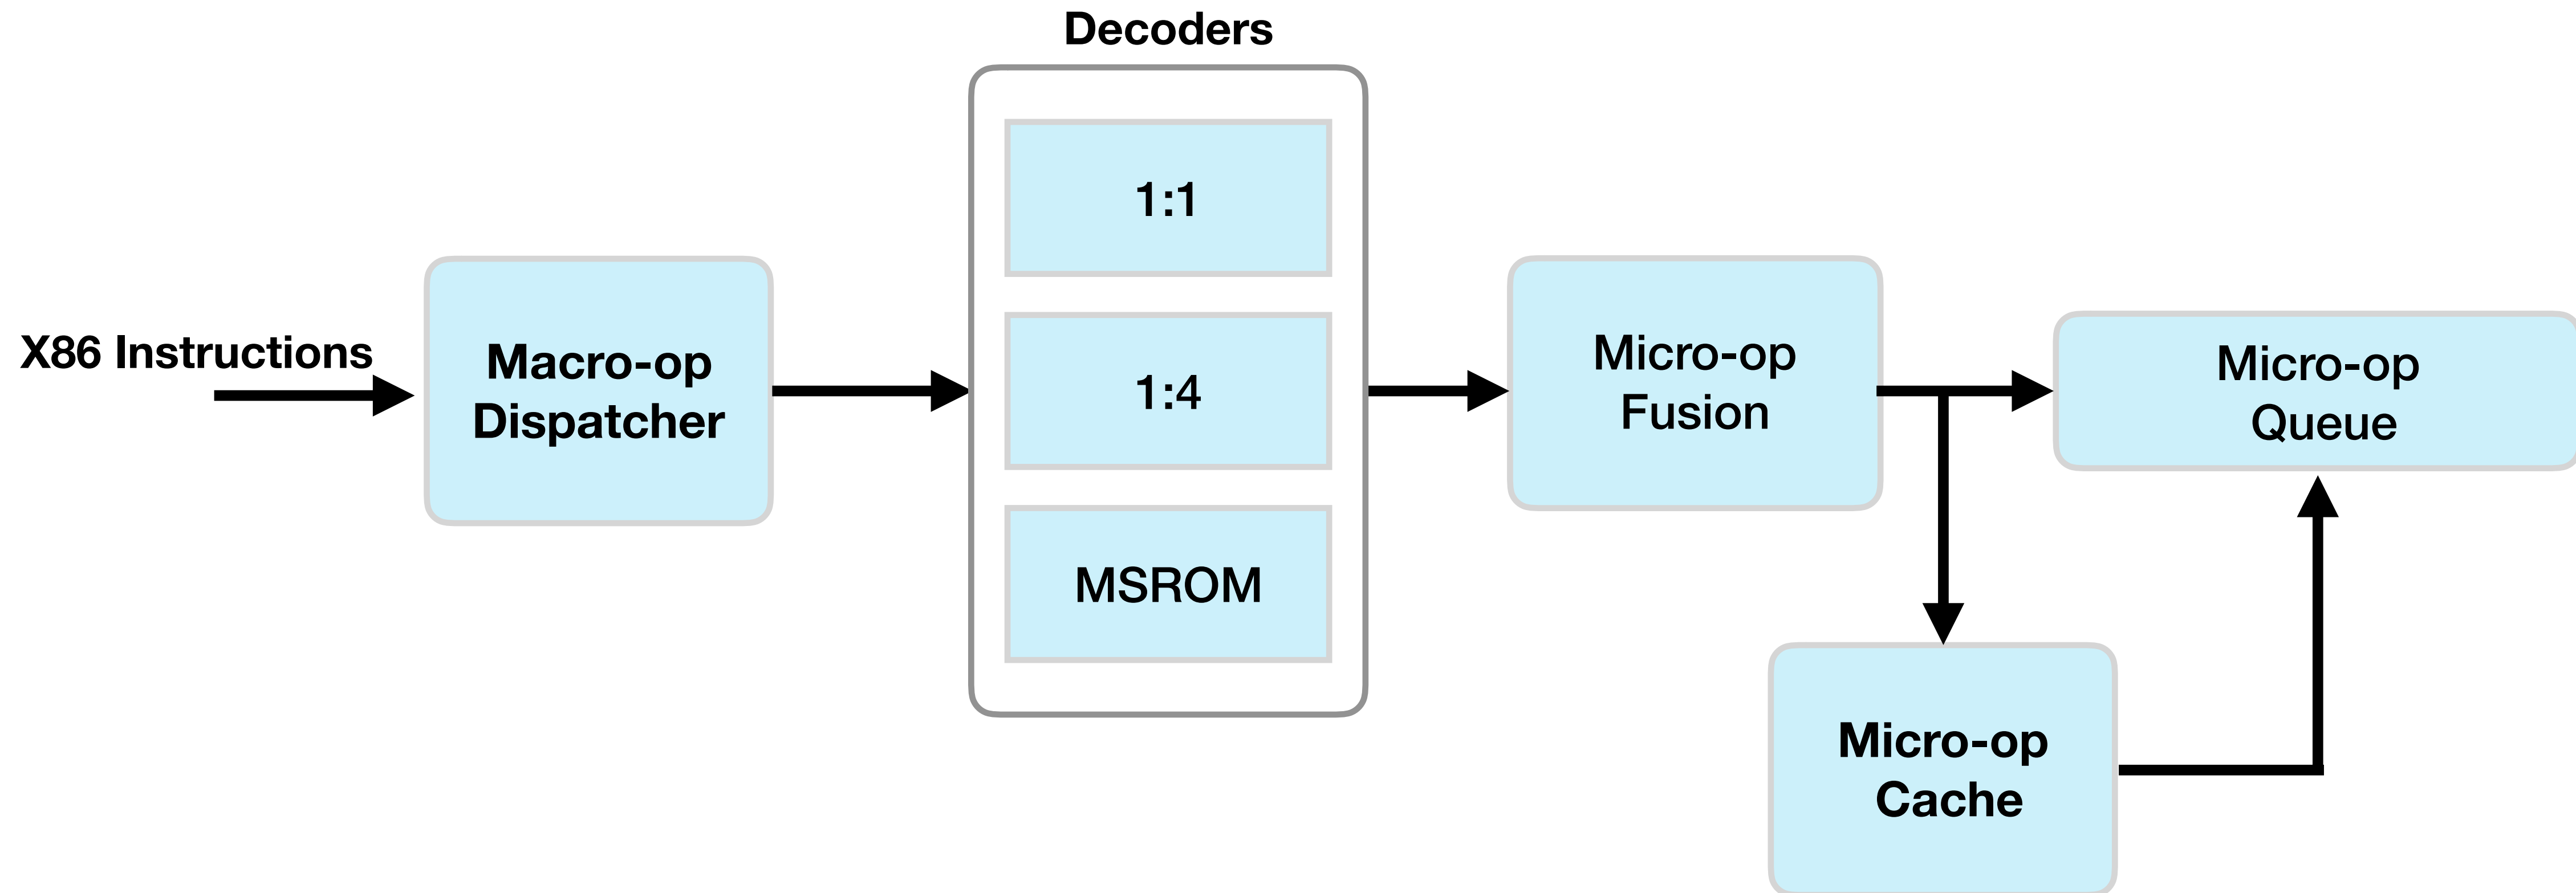 Decoders
1:1
X86 Instructions
Macro-op
Dispatcher
1:4
Micro-op
Fusion
Micro-op
Queue
MSROM
Micro-op
Cache